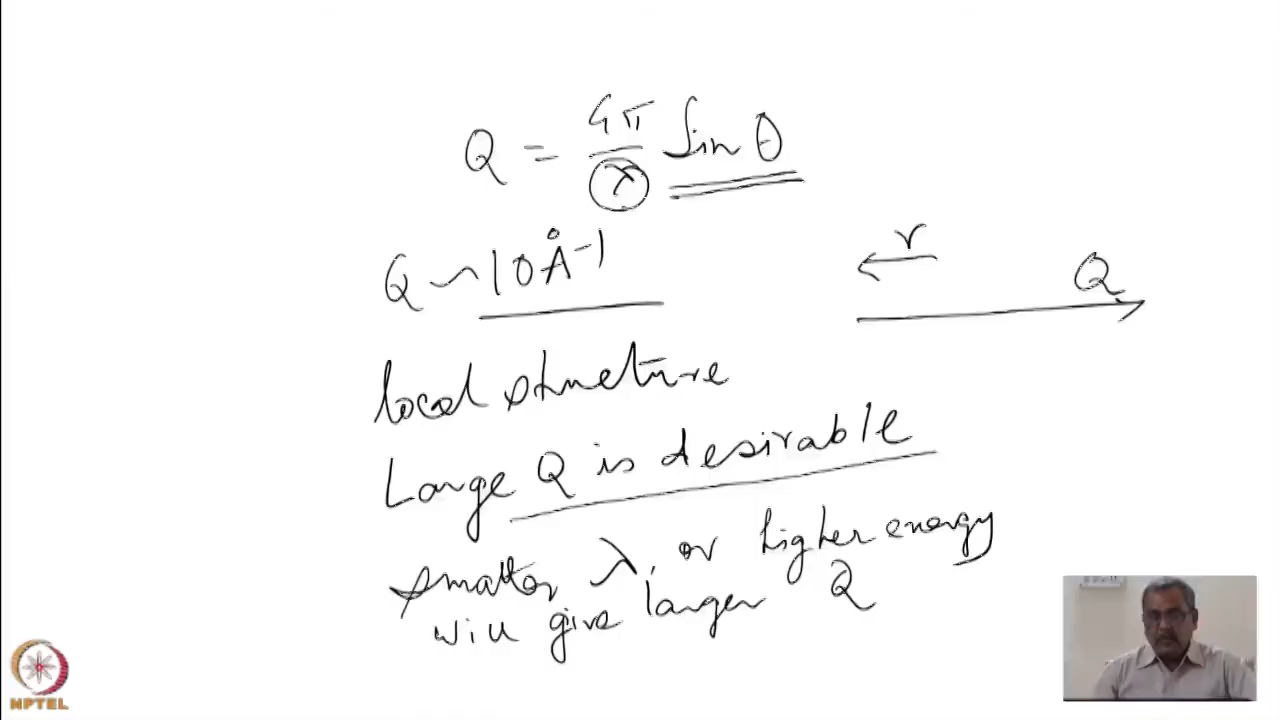 Q = 4π/λ Sin θ
Q ~ 10 Å⁻¹
r
Q
local structure
Large Q is desirable
smaller λ, or higher energy
will give larger Q
NPTEL